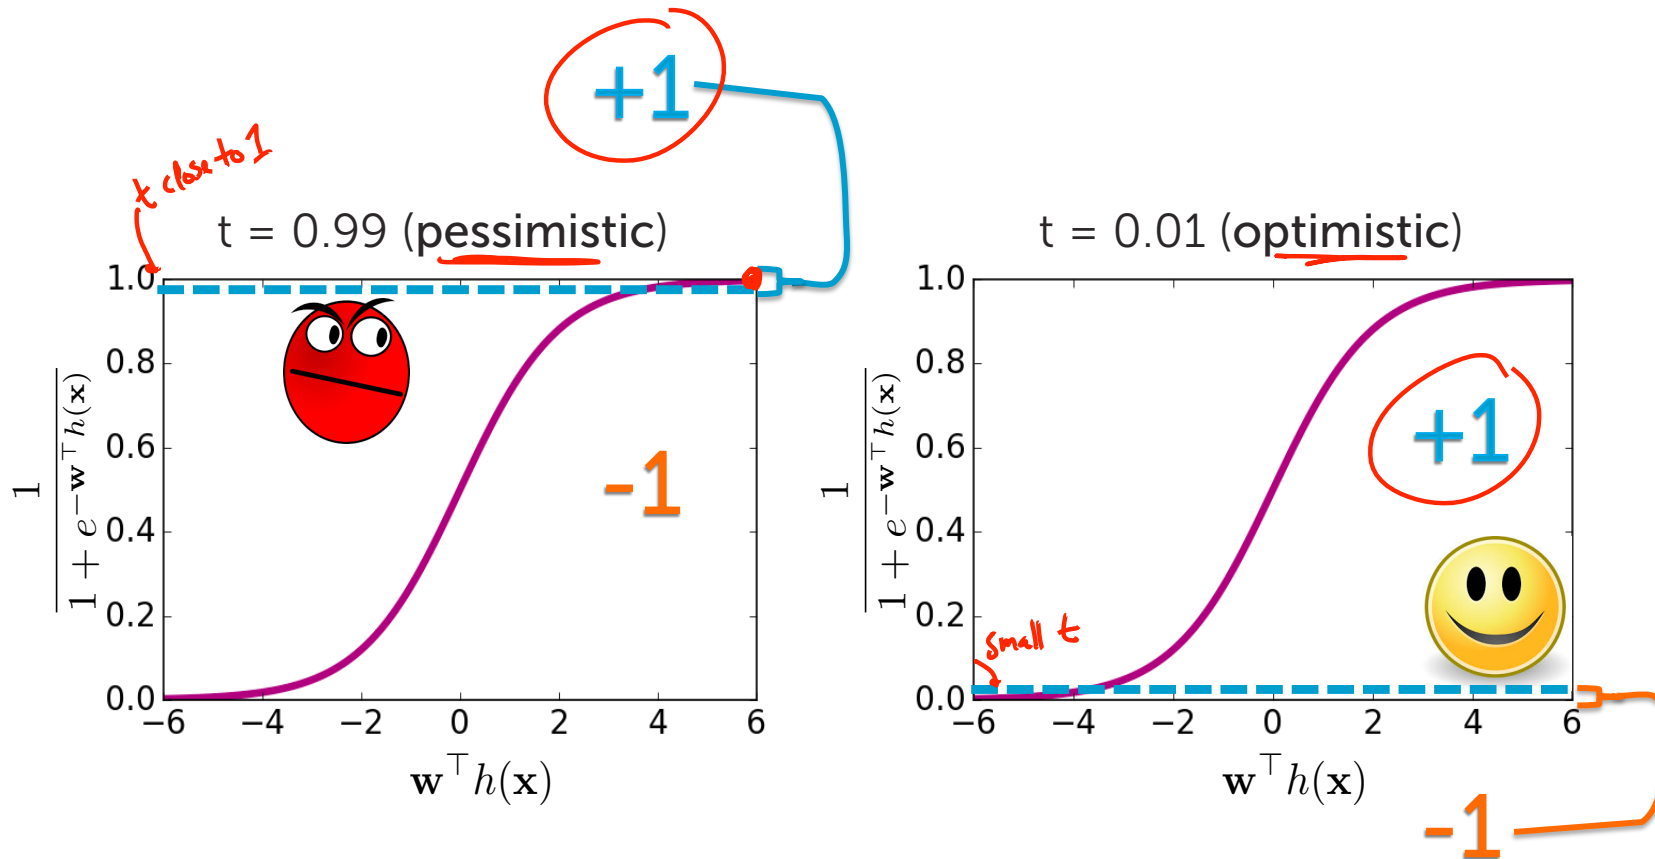 +1
t close to 1
t = 0.99 (pessimistic)
t = 0.01 (optimistic)
1.0
0.8
0.6
0.4
0.2
0.0
−6 −4 −2 0 2 4 6
1
1 + e^{−w^⊤ h(x)}
w^⊤ h(x)
-1
1.0
0.8
0.6
0.4
0.2
0.0
−6 −4 −2 0 2 4 6
1
1 + e^{−w^⊤ h(x)}
w^⊤ h(x)
+1
small t
-1